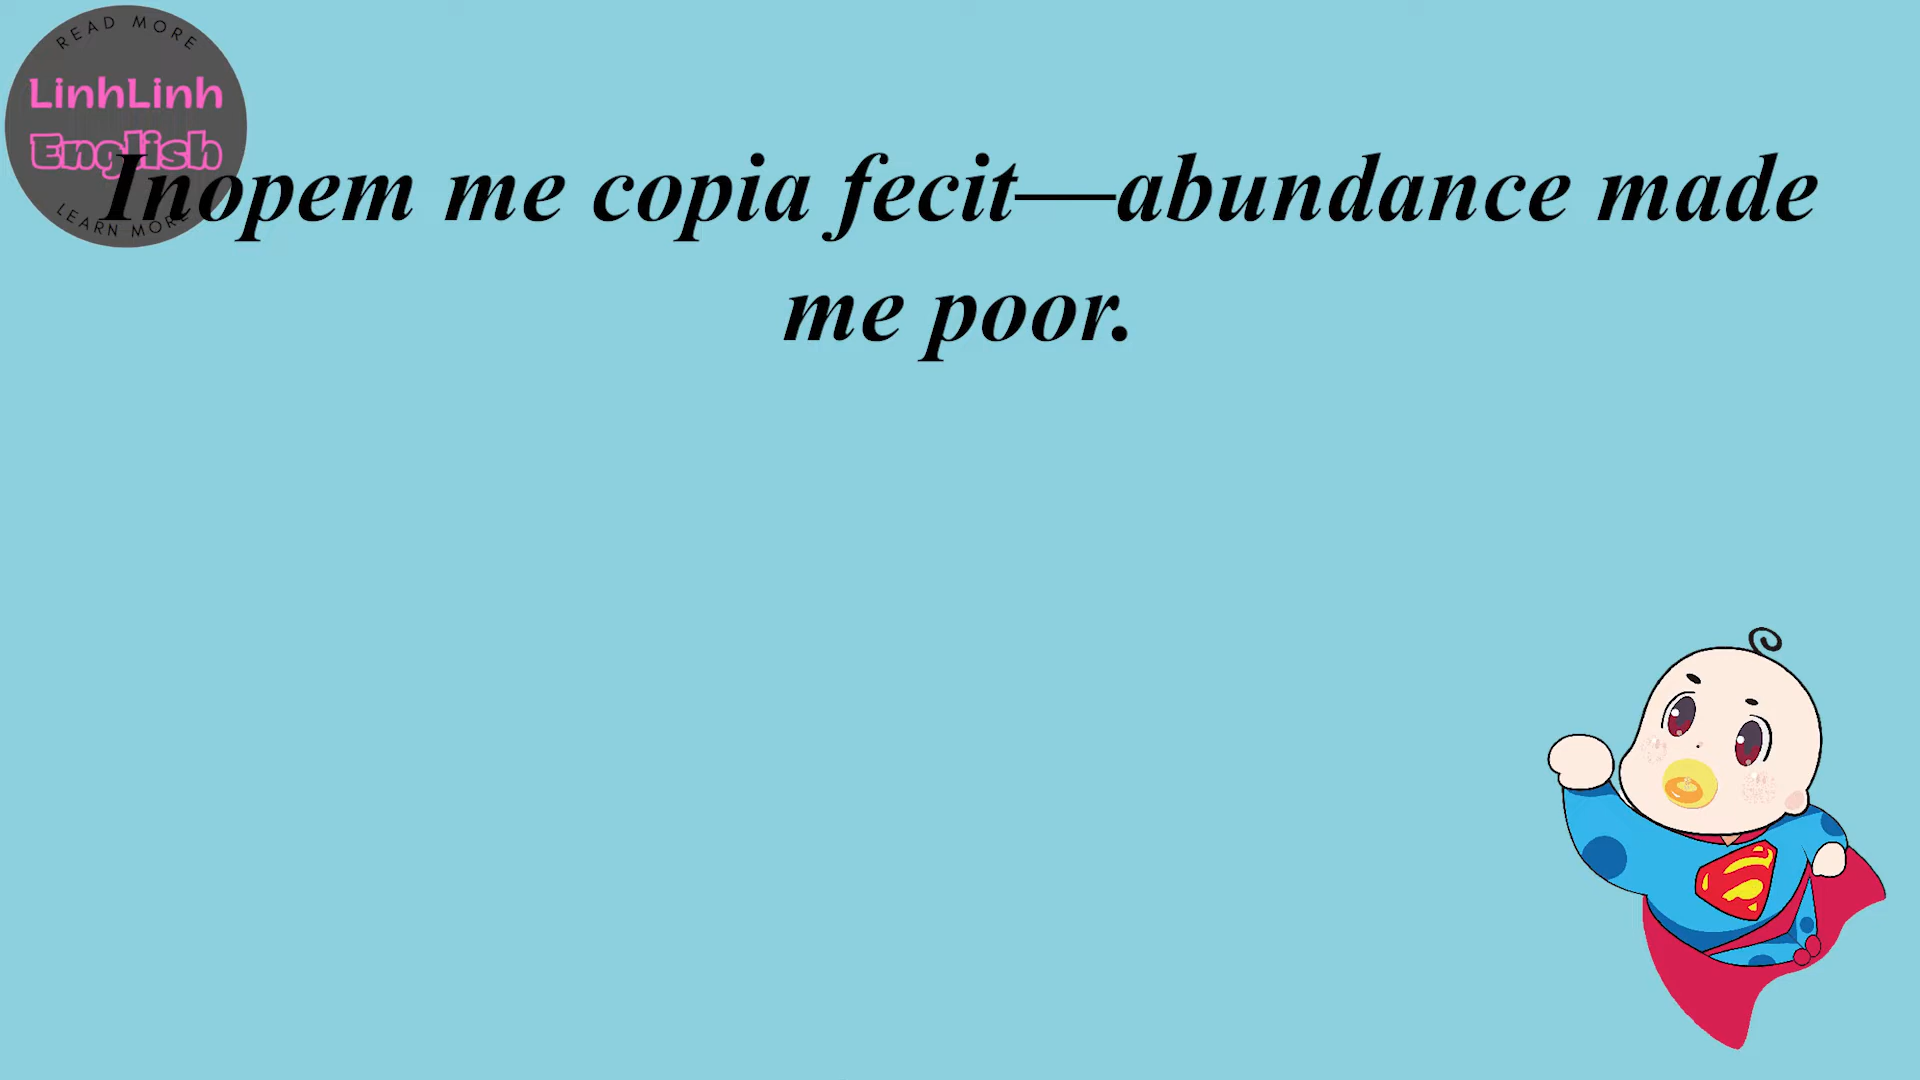 READ MORE
LinhLinh
English
LEARN MORE
Inopem me copia fecit—abundance made
me poor.